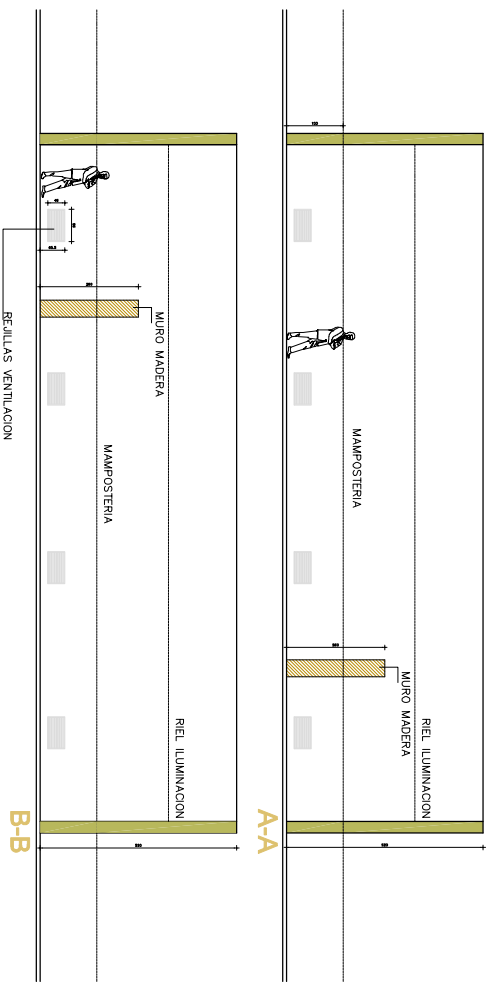 RIEL ILUMINACION
MURO MADERA
MAMPOSTERIA
A-A
RIEL ILUMINACION
MURO MADERA
MAMPOSTERIA
B-B
REJILLAS VENTILACION